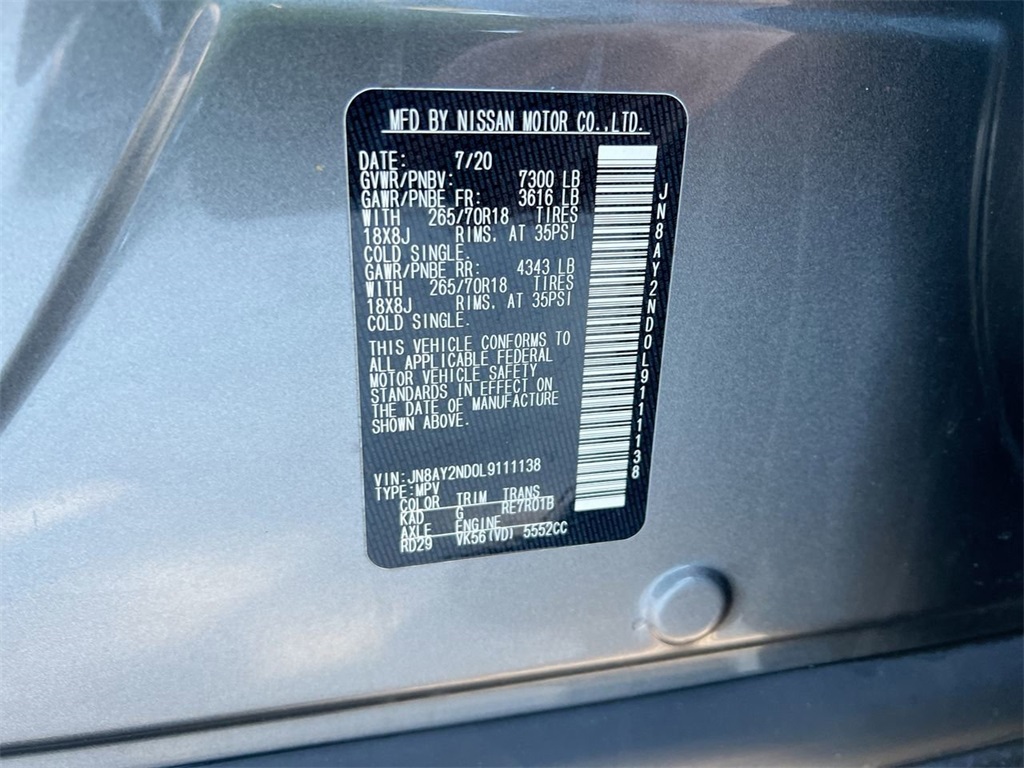 MFD BY NISSAN MOTOR CO.,LTD.
DATE: 7/20
GVWR/PNBV: 7300 LB
GAWR/PNBE FR: 3616 LB
WITH 265/70R18 TIRES
18X8J RIMS. AT 35PSI
COLD SINGLE.
GAWR/PNBE RR: 4343 LB
WITH 265/70R18 TIRES
18X8J RIMS. AT 35PSI
COLD SINGLE.
THIS VEHICLE CONFORMS TO
ALL APPLICABLE FEDERAL
MOTOR VEHICLE SAFETY
STANDARDS IN EFFECT ON
THE DATE OF MANUFACTURE
SHOWN ABOVE.
VIN:JN8AY2ND0L9111138
TYPE:MPV
COLOR TRIM TRANS
KAD G RE7R01B
AXLE ENGINE
RD29 VK56(VD) 5552CC
JN8AY2ND0L9111138